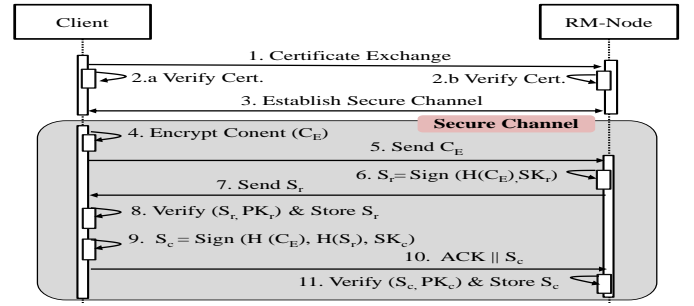 Client
RM-Node
1. Certificate Exchange
2.a Verify Cert.
2.b Verify Cert.
3. Establish Secure Channel
Secure Channel
4. Encrypt Conent (C_E)
5. Send C_E
6. S_r = Sign (H(C_E), SK_r)
7. Send S_r
8. Verify (S_r, PK_r) & Store S_r
9. S_c = Sign (H (C_E), H(S_r), SK_c)
10. ACK || S_c
11. Verify (S_c, PK_c) & Store S_c